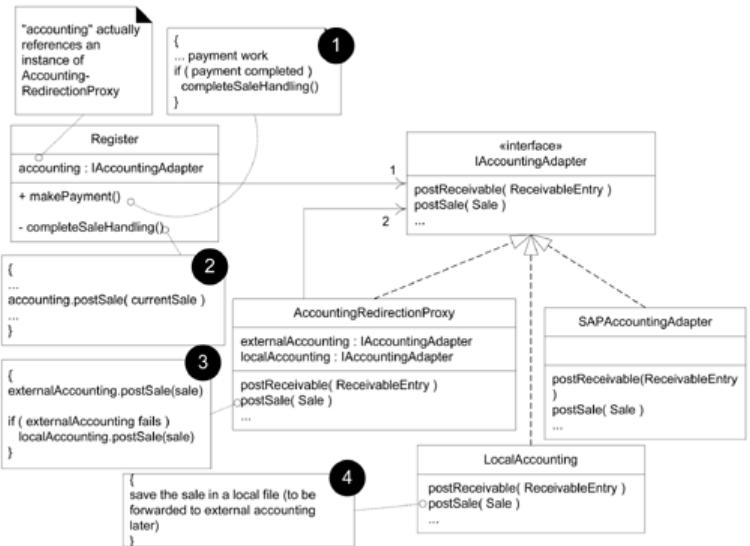 "accounting" actually
references an
instance of
Accounting-
RedirectionProxy
{
... payment work
if ( payment completed )
completeSaleHandling()
}
1
Register
accounting : IAccountingAdapter
+ makePayment()
- completeSaleHandling()
«interface»
IAccountingAdapter
postReceivable( ReceivableEntry )
postSale( Sale )
...
1
2
{
...
accounting.postSale( currentSale )
...
}
2
AccountingRedirectionProxy
externalAccounting : IAccountingAdapter
localAccounting : IAccountingAdapter
postReceivable( ReceivableEntry )
postSale( Sale )
...
SAPAccountingAdapter
postReceivable(ReceivableEntry
)
postSale( Sale )
...
{
externalAccounting.postSale(sale)
if ( externalAccounting fails )
localAccounting.postSale(sale)
}
3
LocalAccounting
postReceivable( ReceivableEntry )
postSale( Sale )
...
{
save the sale in a local file (to be
forwarded to external accounting
later)
}
4